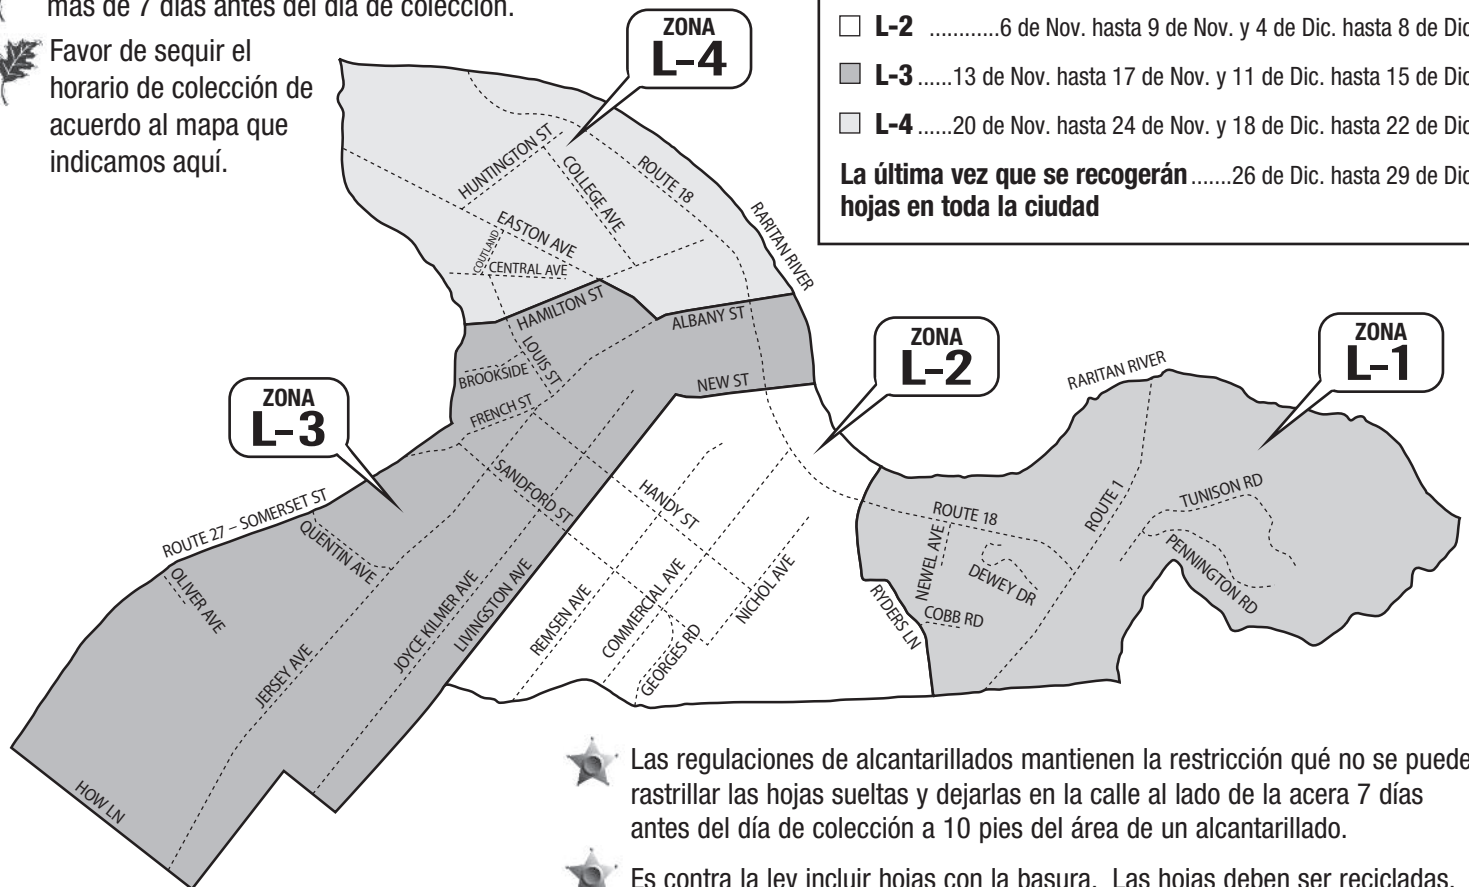 más de 7 días antes del día de colección.
Favor de sequir el
horario de colección de
acuerdo al mapa que
indicamos aquí.
L-2 ............6 de Nov. hasta 9 de Nov. y 4 de Dic. hasta 8 de Dic
L-3 ......13 de Nov. hasta 17 de Nov. y 11 de Dic. hasta 15 de Dic
L-4 ......20 de Nov. hasta 24 de Nov. y 18 de Dic. hasta 22 de Dic
La última vez que se recogerán .......26 de Dic. hasta 29 de Dic
hojas en toda la ciudad
ZONA
L-4
HUNTINGTON ST
COLLEGE AVE
ROUTE 18
RARITAN RIVER
EASTON AVE
COUTLAND
CENTRAL AVE
HAMILTON ST
ALBANY ST
LOUIS ST
BROOKSIDE
NEW ST
FRENCH ST
ZONA
L-2
ZONA
L-1
RARITAN RIVER
ZONA
L-3
SANDFORD ST
HANDY ST
ROUTE 27 – SOMERSET ST
QUENTIN AVE
OLIVER AVE
JOYCE KILMER AVE
LIVINGSTON AVE
JERSEY AVE
HOW LN
REMSEN AVE
COMMERCIAL AVE
NICHOL AVE
GEORGES RD
RYDERS LN
ROUTE 18
NEWEL AVE
DEWEY DR
COBB RD
ROUTE 1
TUNISON RD
PENNINGTON RD
Las regulaciones de alcantarillados mantienen la restricción qué no se puede
rastrillar las hojas sueltas y dejarlas en la calle al lado de la acera 7 días
antes del día de colección a 10 pies del área de un alcantarillado.
Es contra la ley incluir hojas con la basura. Las hojas deben ser recicladas.